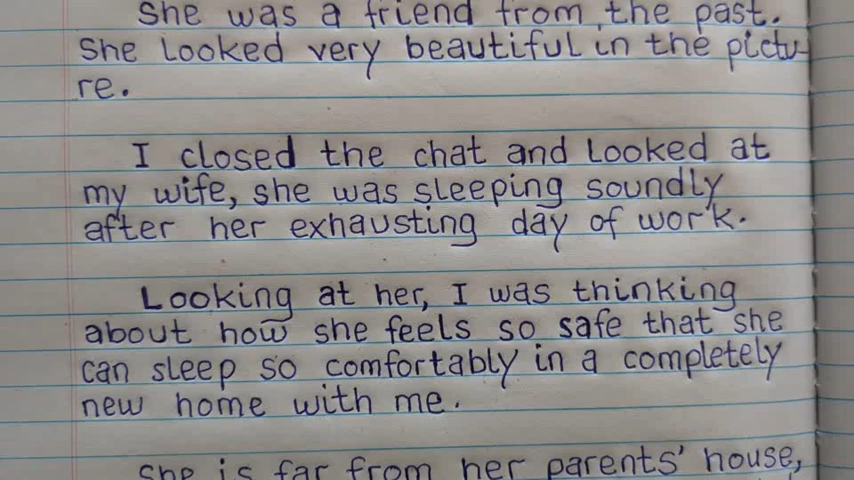 She was a friend from the past.
She looked very beautiful in the pictu-
re.
I closed the chat and looked at
my wife, she was sleeping soundly
after her exhausting day of work.
Looking at her, I was thinking
about how she feels so safe that she
can sleep so comfortably in a completely
new home with me.
She is far from her parents' house,